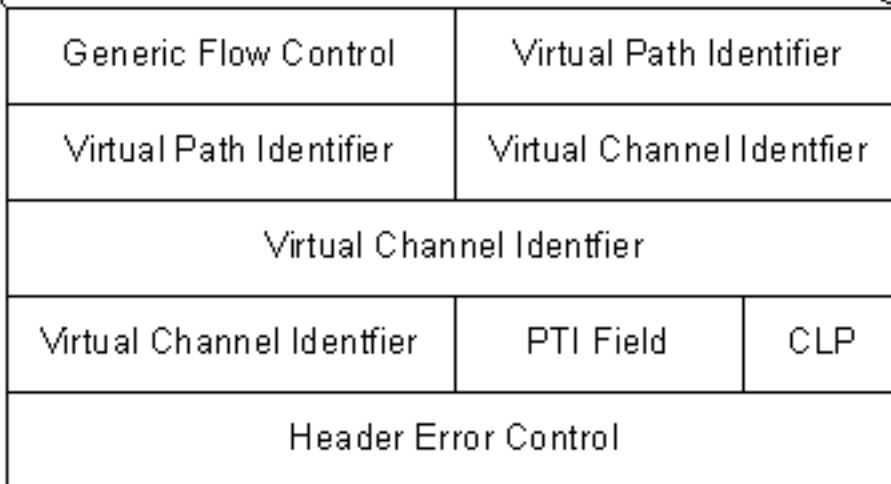 Generic Flow Control
Virtual Path Identifier
Virtual Path Identifier
Virtual Channel Identfier
Virtual Channel Identfier
Virtual Channel Identfier
PTI Field
CLP
Header Error Control